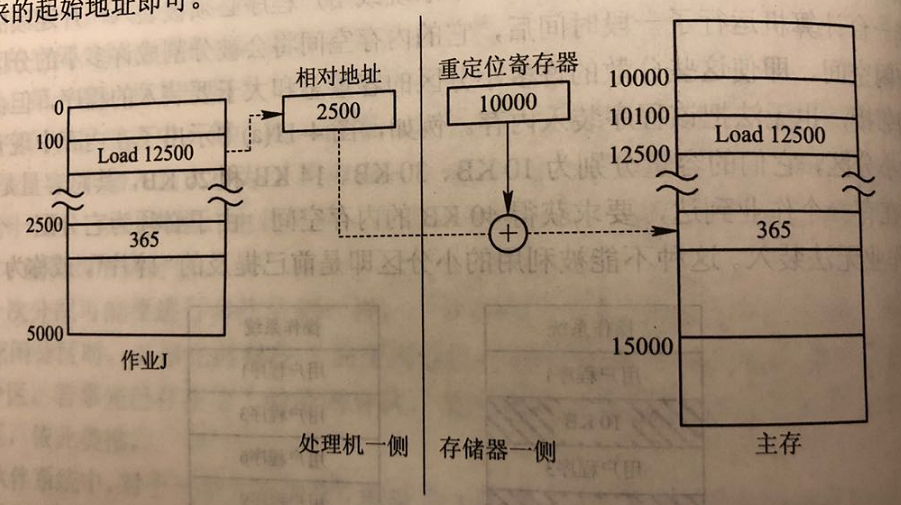 来的起始地址即可。
相对地址
重定位寄存器
0
2500
10000
10000
100
Load 12500
10100
Load 12500
12500
2500
365
+
365
5000
15000
作业J
处理机一侧
存储器一侧
主存